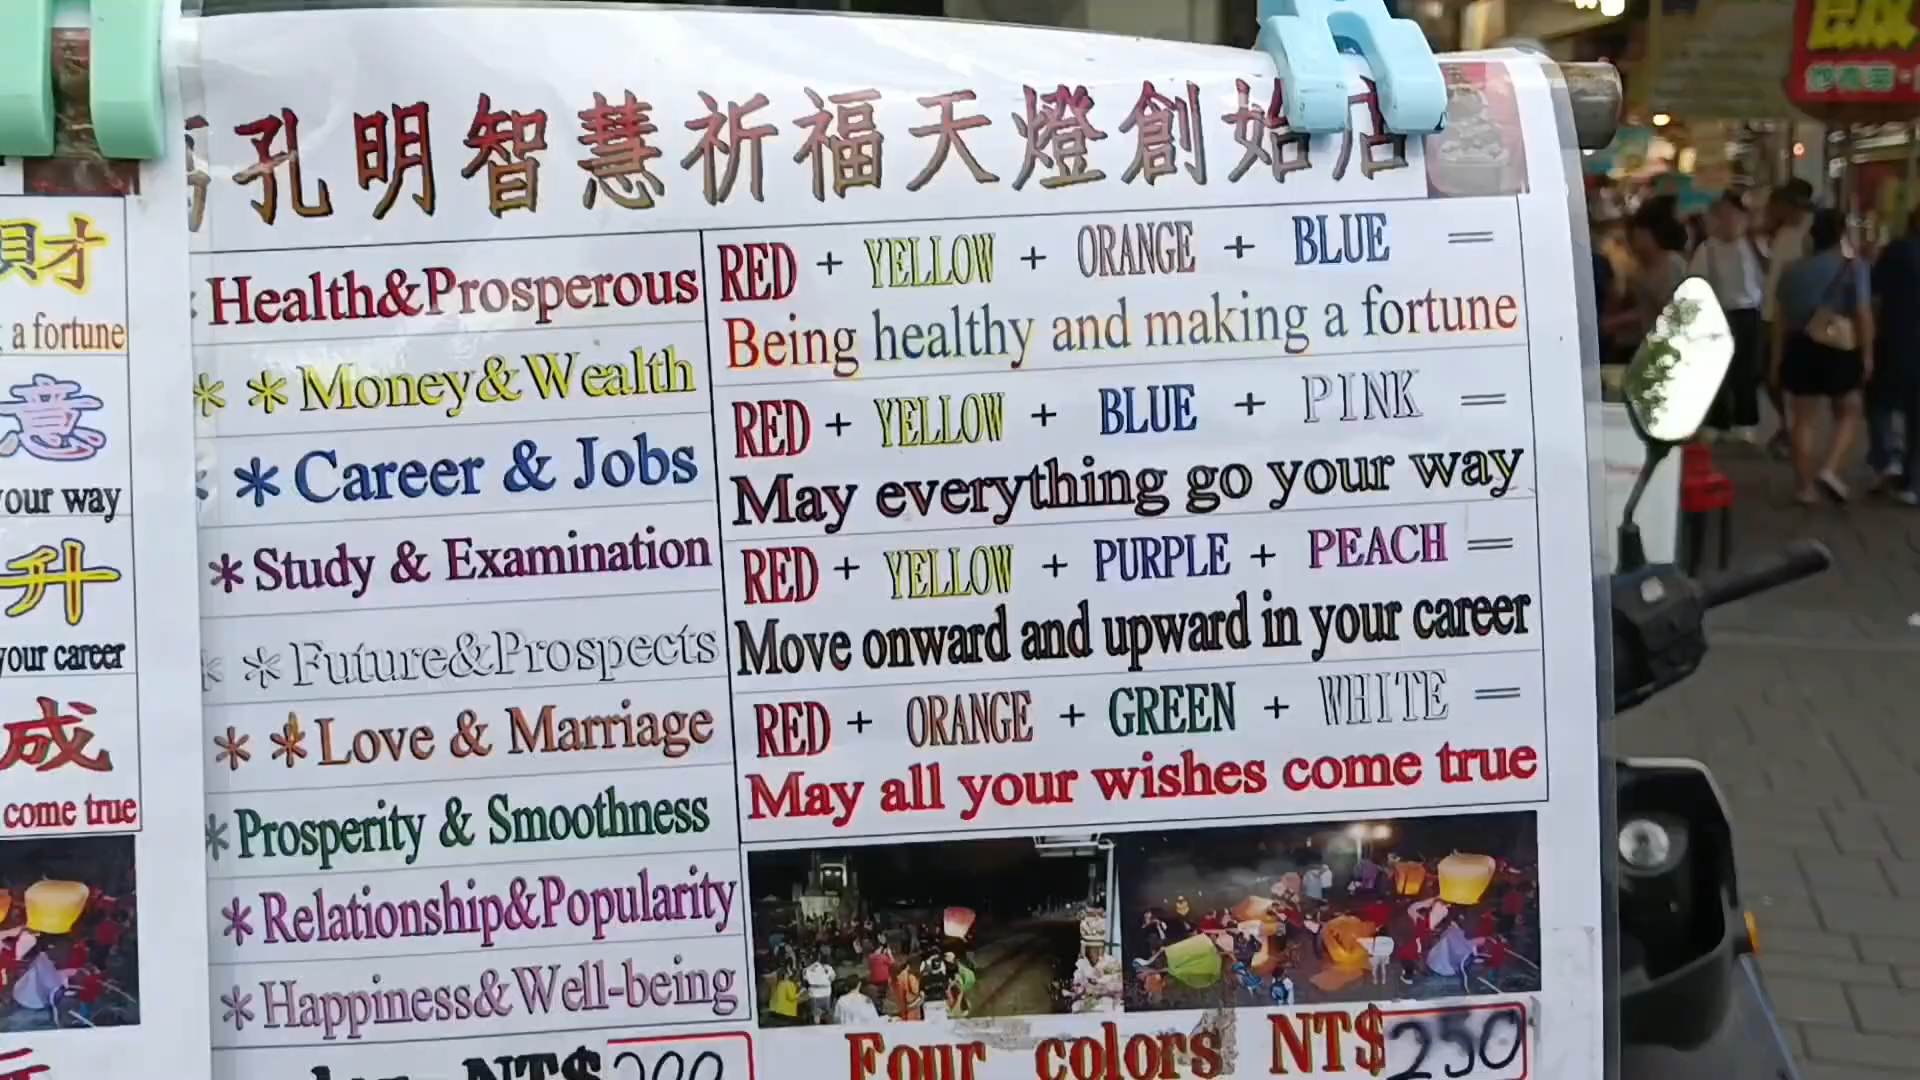 孔明智慧祈福天燈創始店
財
a fortune
意
your way
升
your career
成
come true
Health&Prosperous
**Money&Wealth
*Career & Jobs
*Study & Examination
**Future&Prospects
**Love & Marriage
*Prosperity & Smoothness
*Relationship&Popularity
*Happiness&Well-being
NT$200
RED + YELLOW + ORANGE + BLUE =
Being healthy and making a fortune
RED + YELLOW + BLUE + PINK =
May everything go your way
RED + YELLOW + PURPLE + PEACH =
Move onward and upward in your career
RED + ORANGE + GREEN + WHITE =
May all your wishes come true
Four colors NT$250